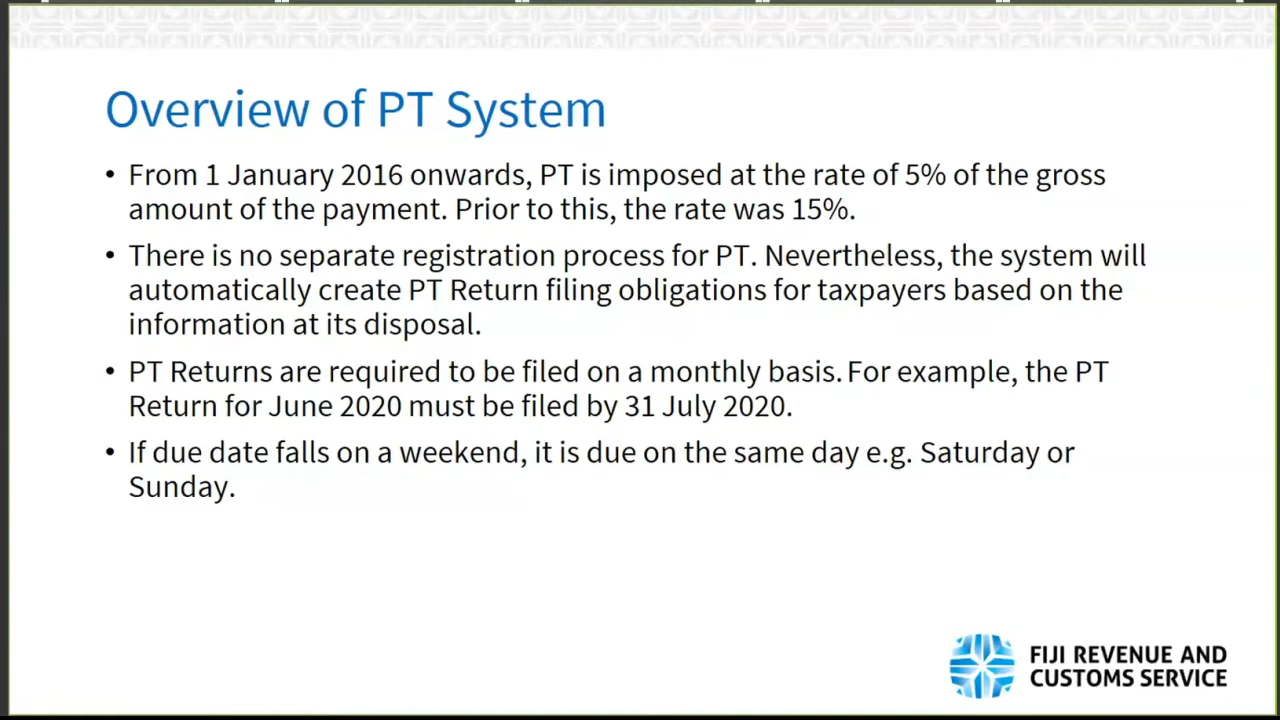 Overview of PT System
• From 1 January 2016 onwards, PT is imposed at the rate of 5% of the gross
amount of the payment. Prior to this, the rate was 15%.
• There is no separate registration process for PT. Nevertheless, the system will
automatically create PT Return filing obligations for taxpayers based on the
information at its disposal.
• PT Returns are required to be filed on a monthly basis. For example, the PT
Return for June 2020 must be filed by 31 July 2020.
• If due date falls on a weekend, it is due on the same day e.g. Saturday or
Sunday.
FIJI REVENUE AND
CUSTOMS SERVICE